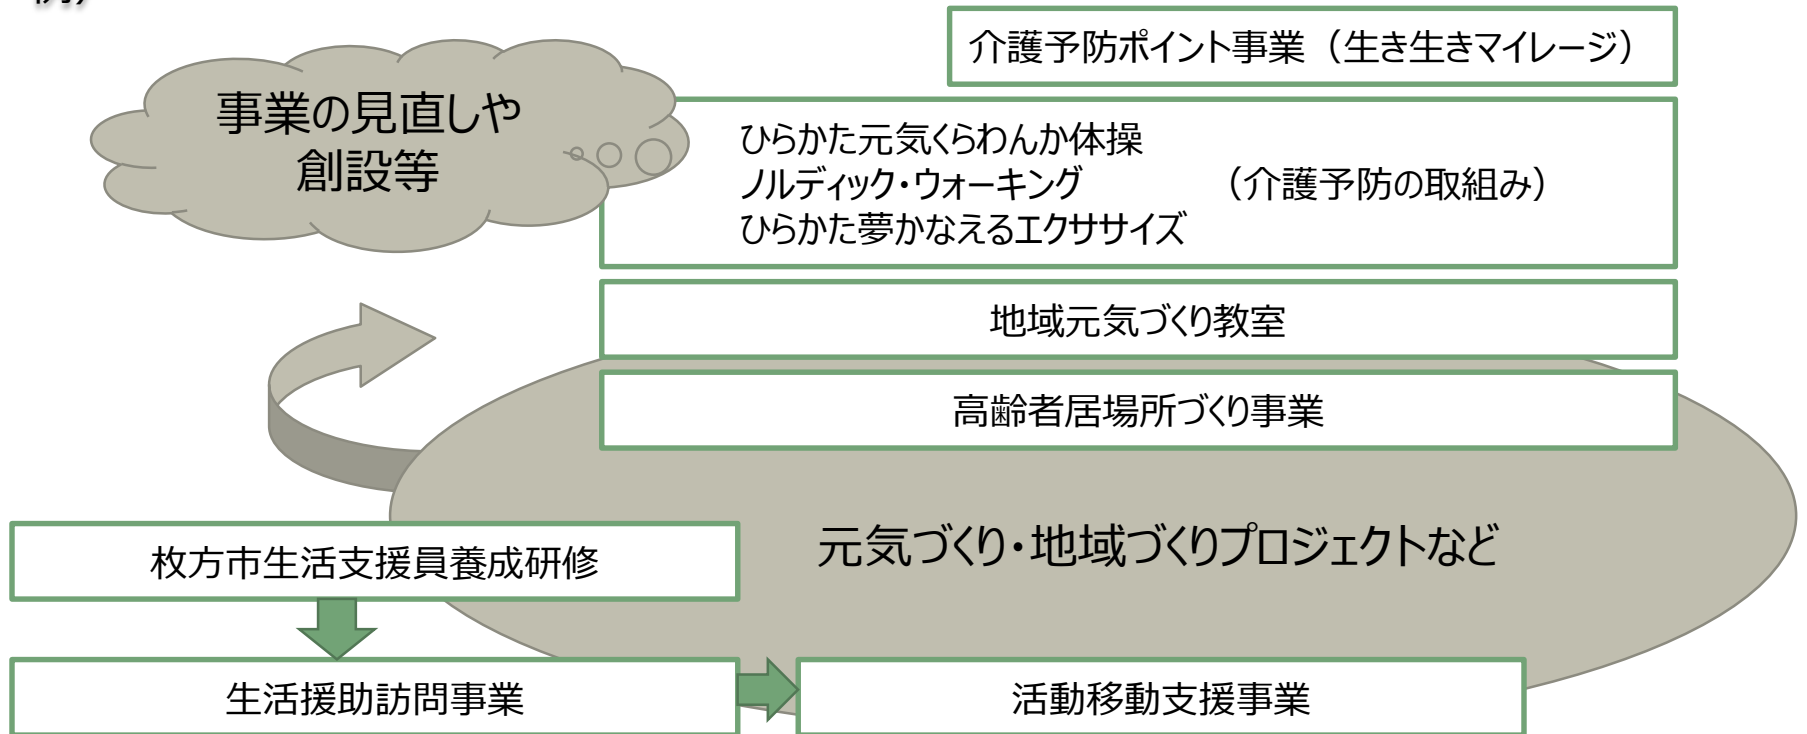 例）
介護予防ポイント事業（生き生きマイレージ）
事業の見直しや
創設等
ひらかた元気くらわんか体操
ノルディック・ウォーキング （介護予防の取組み）
ひらかた夢かなえるエクササイズ
地域元気づくり教室
高齢者居場所づくり事業
元気づくり・地域づくりプロジェクトなど
枚方市生活支援員養成研修
生活援助訪問事業
活動移動支援事業